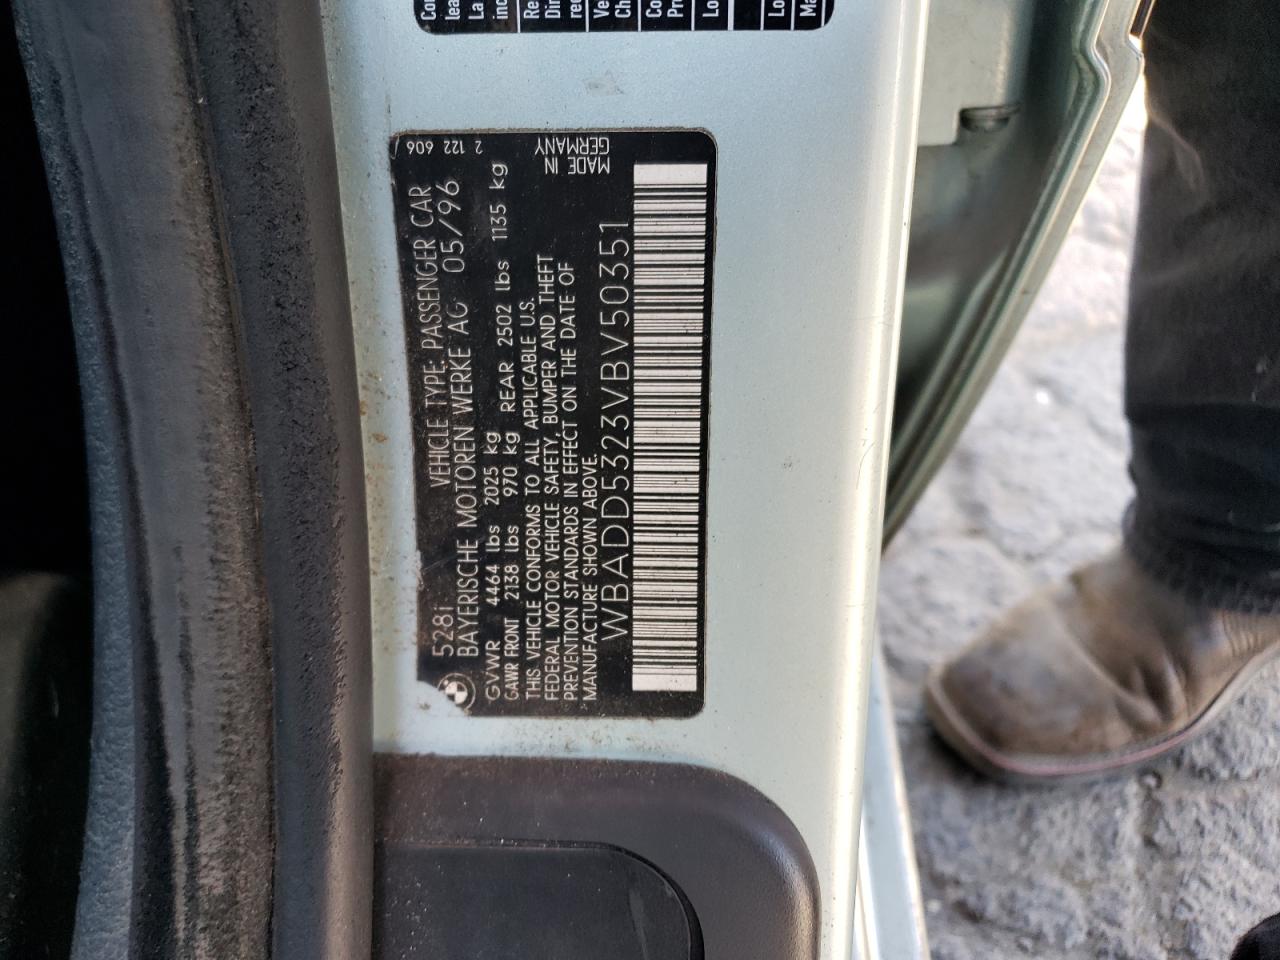 528i VEHICLE TYPE: PASSENGER CAR
BAYERISCHE MOTOREN WERKE AG 05/96
GVWR 4464 lbs 2025 kg
GAWR FRONT 2138 lbs 970 kg REAR 2502 lbs 1135 kg
THIS VEHICLE CONFORMS TO ALL APPLICABLE U.S.
FEDERAL MOTOR VEHICLE SAFETY, BUMPER AND THEFT
PREVENTION STANDARDS IN EFFECT ON THE DATE OF
MANUFACTURE SHOWN ABOVE.
WBADD5323VBV50351
2 122 606
MADE IN
GERMANY